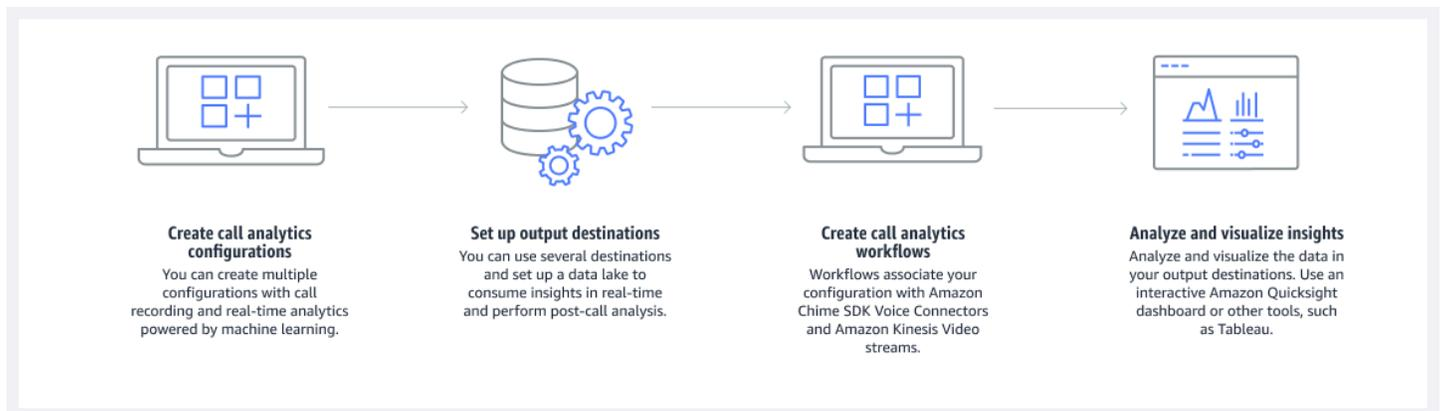 Create call analytics
configurations
You can create multiple
configurations with call
recording and real-time analytics
powered by machine learning.
Set up output destinations
You can use several destinations
and set up a data lake to
consume insights in real-time
and perform post-call analysis.
Create call analytics
workflows
Workflows associate your
configuration with Amazon
Chime SDK Voice Connectors
and Amazon Kinesis Video
streams.
Analyze and visualize insights
Analyze and visualize the data in
your output destinations. Use an
interactive Amazon Quicksight
dashboard or other tools, such
as Tableau.